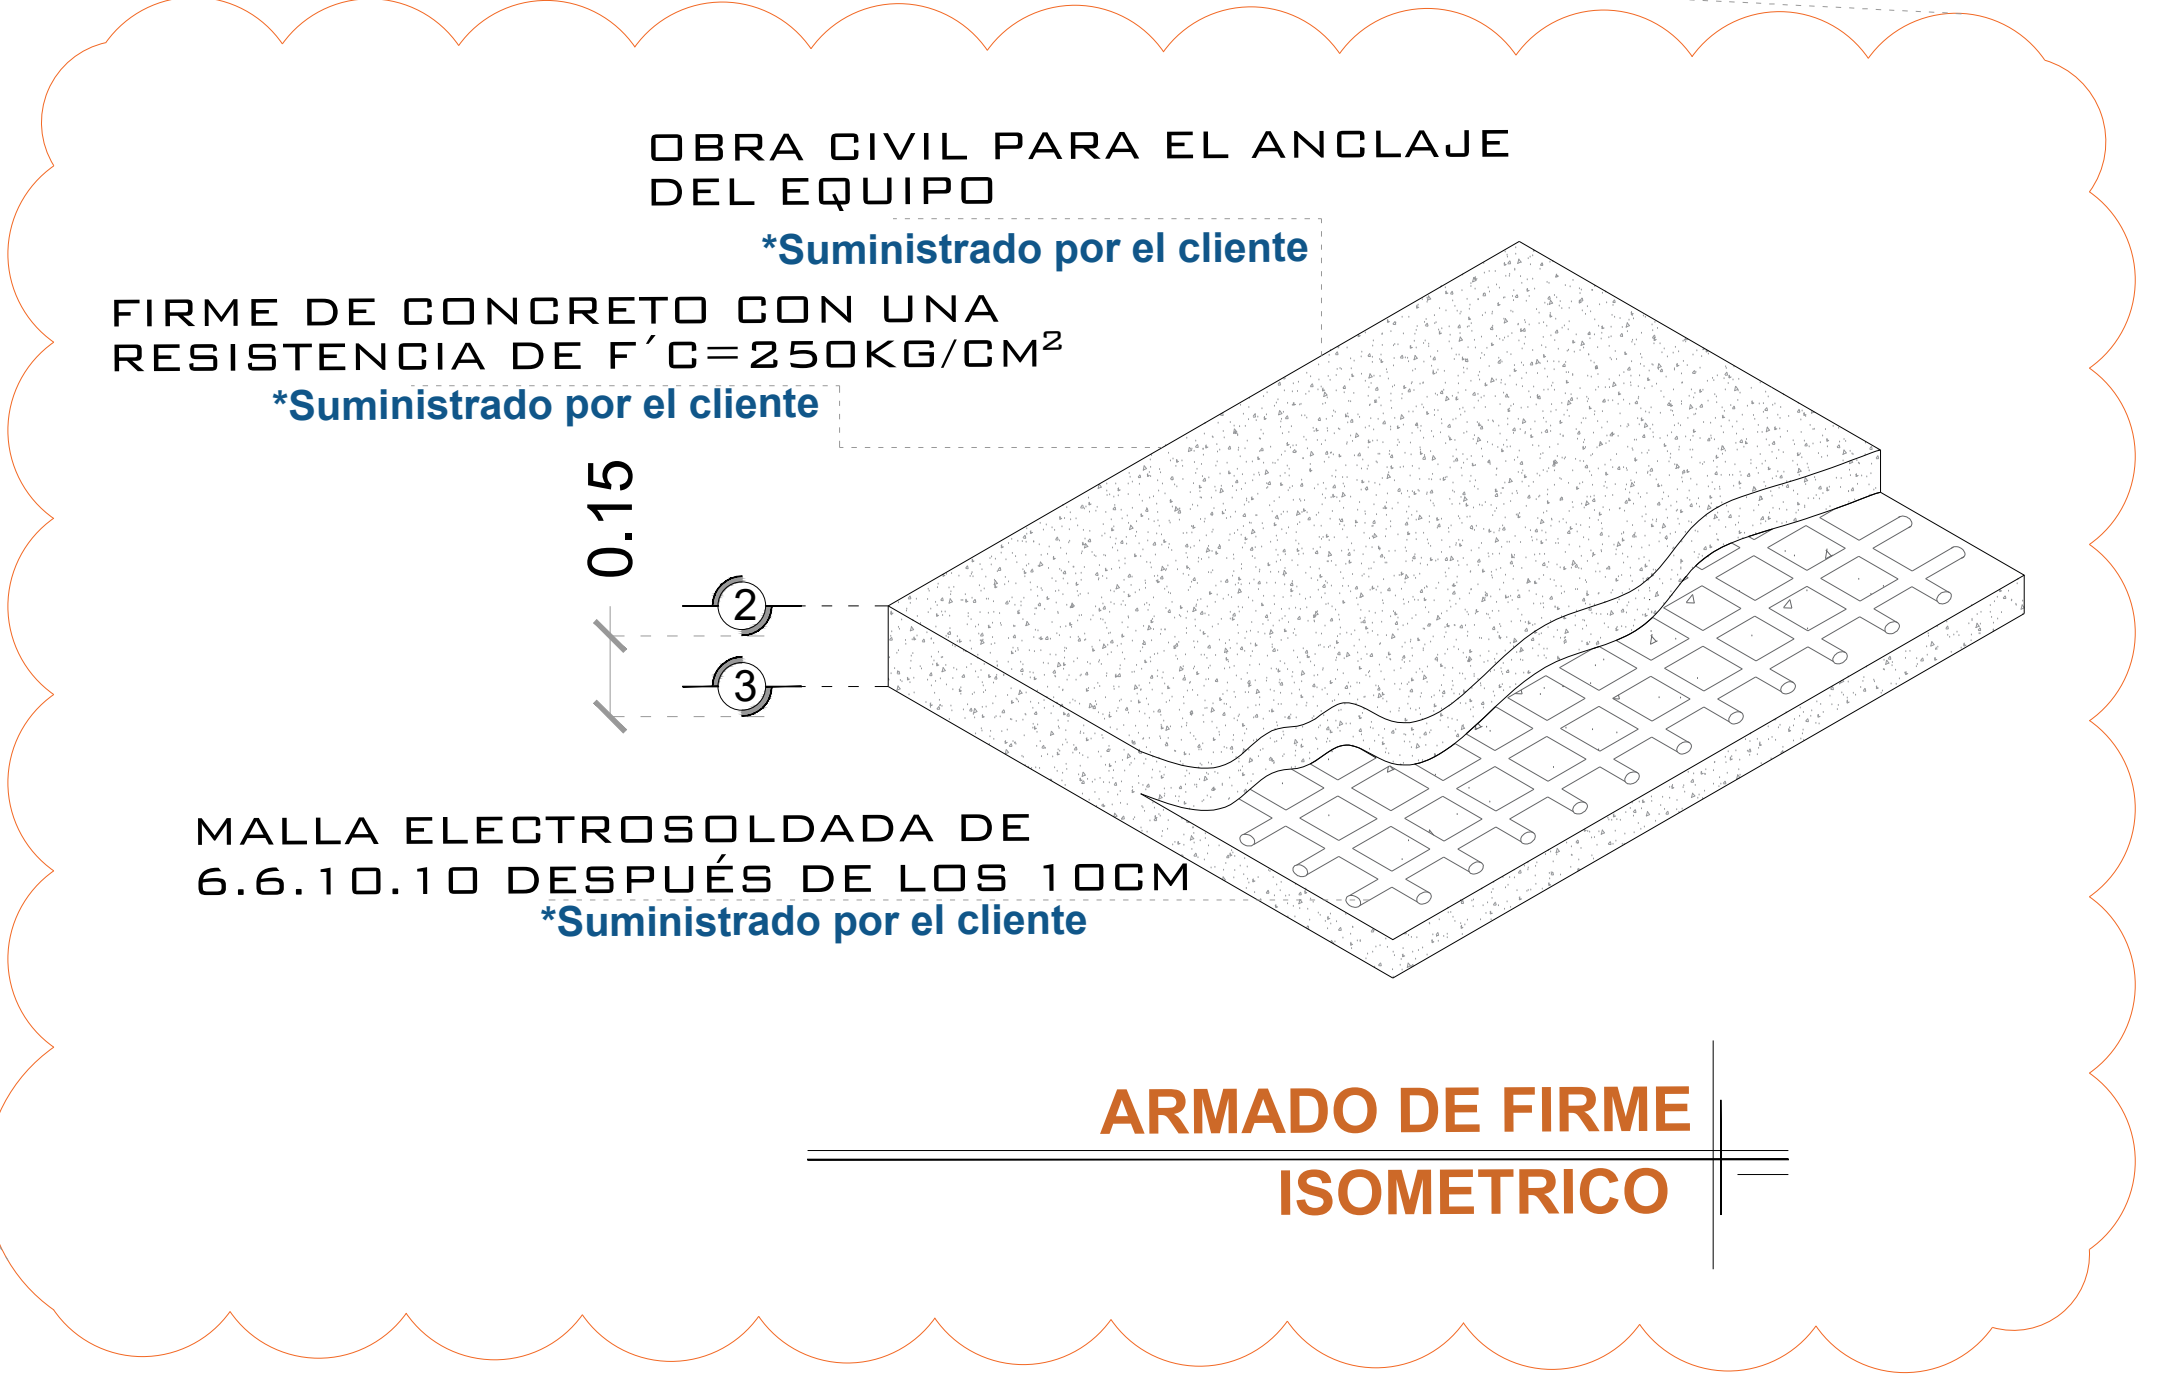 OBRA CIVIL PARA EL ANCLAJE
DEL EQUIPO
*Suministrado por el cliente
FIRME DE CONCRETO CON UNA
RESISTENCIA DE F´C=250KG/CM²
*Suministrado por el cliente
0.15
2
3
MALLA ELECTROSOLDADA DE
6.6.10.10 DESPUÉS DE LOS 10CM
*Suministrado por el cliente
ARMADO DE FIRME
ISOMETRICO